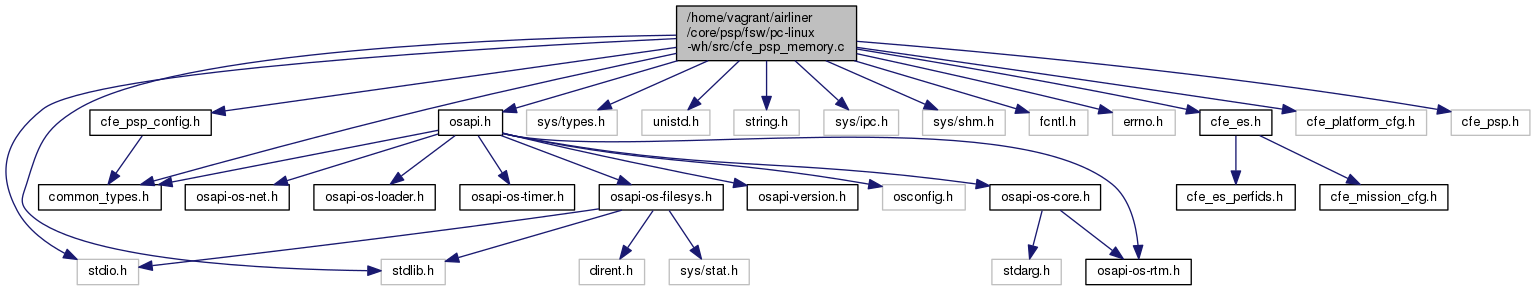 /home/vagrant/airliner
/core/psp/fsw/pc-linux
-wh/src/cfe_psp_memory.c
cfe_psp_config.h
osapi.h
sys/types.h
unistd.h
string.h
sys/ipc.h
sys/shm.h
fcntl.h
errno.h
cfe_es.h
cfe_platform_cfg.h
cfe_psp.h
common_types.h
osapi-os-net.h
osapi-os-loader.h
osapi-os-timer.h
osapi-os-filesys.h
osapi-version.h
osconfig.h
osapi-os-core.h
cfe_es_perfids.h
cfe_mission_cfg.h
stdio.h
stdlib.h
dirent.h
sys/stat.h
stdarg.h
osapi-os-rtm.h